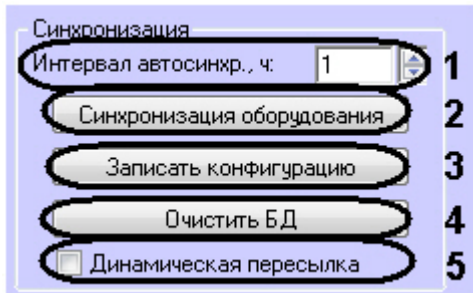 Синхронизация
Интервал автосинхр., ч: 1 1
Синхронизация оборудования 2
Записать конфигурацию 3
Очистить БД 4
Динамическая пересылка 5